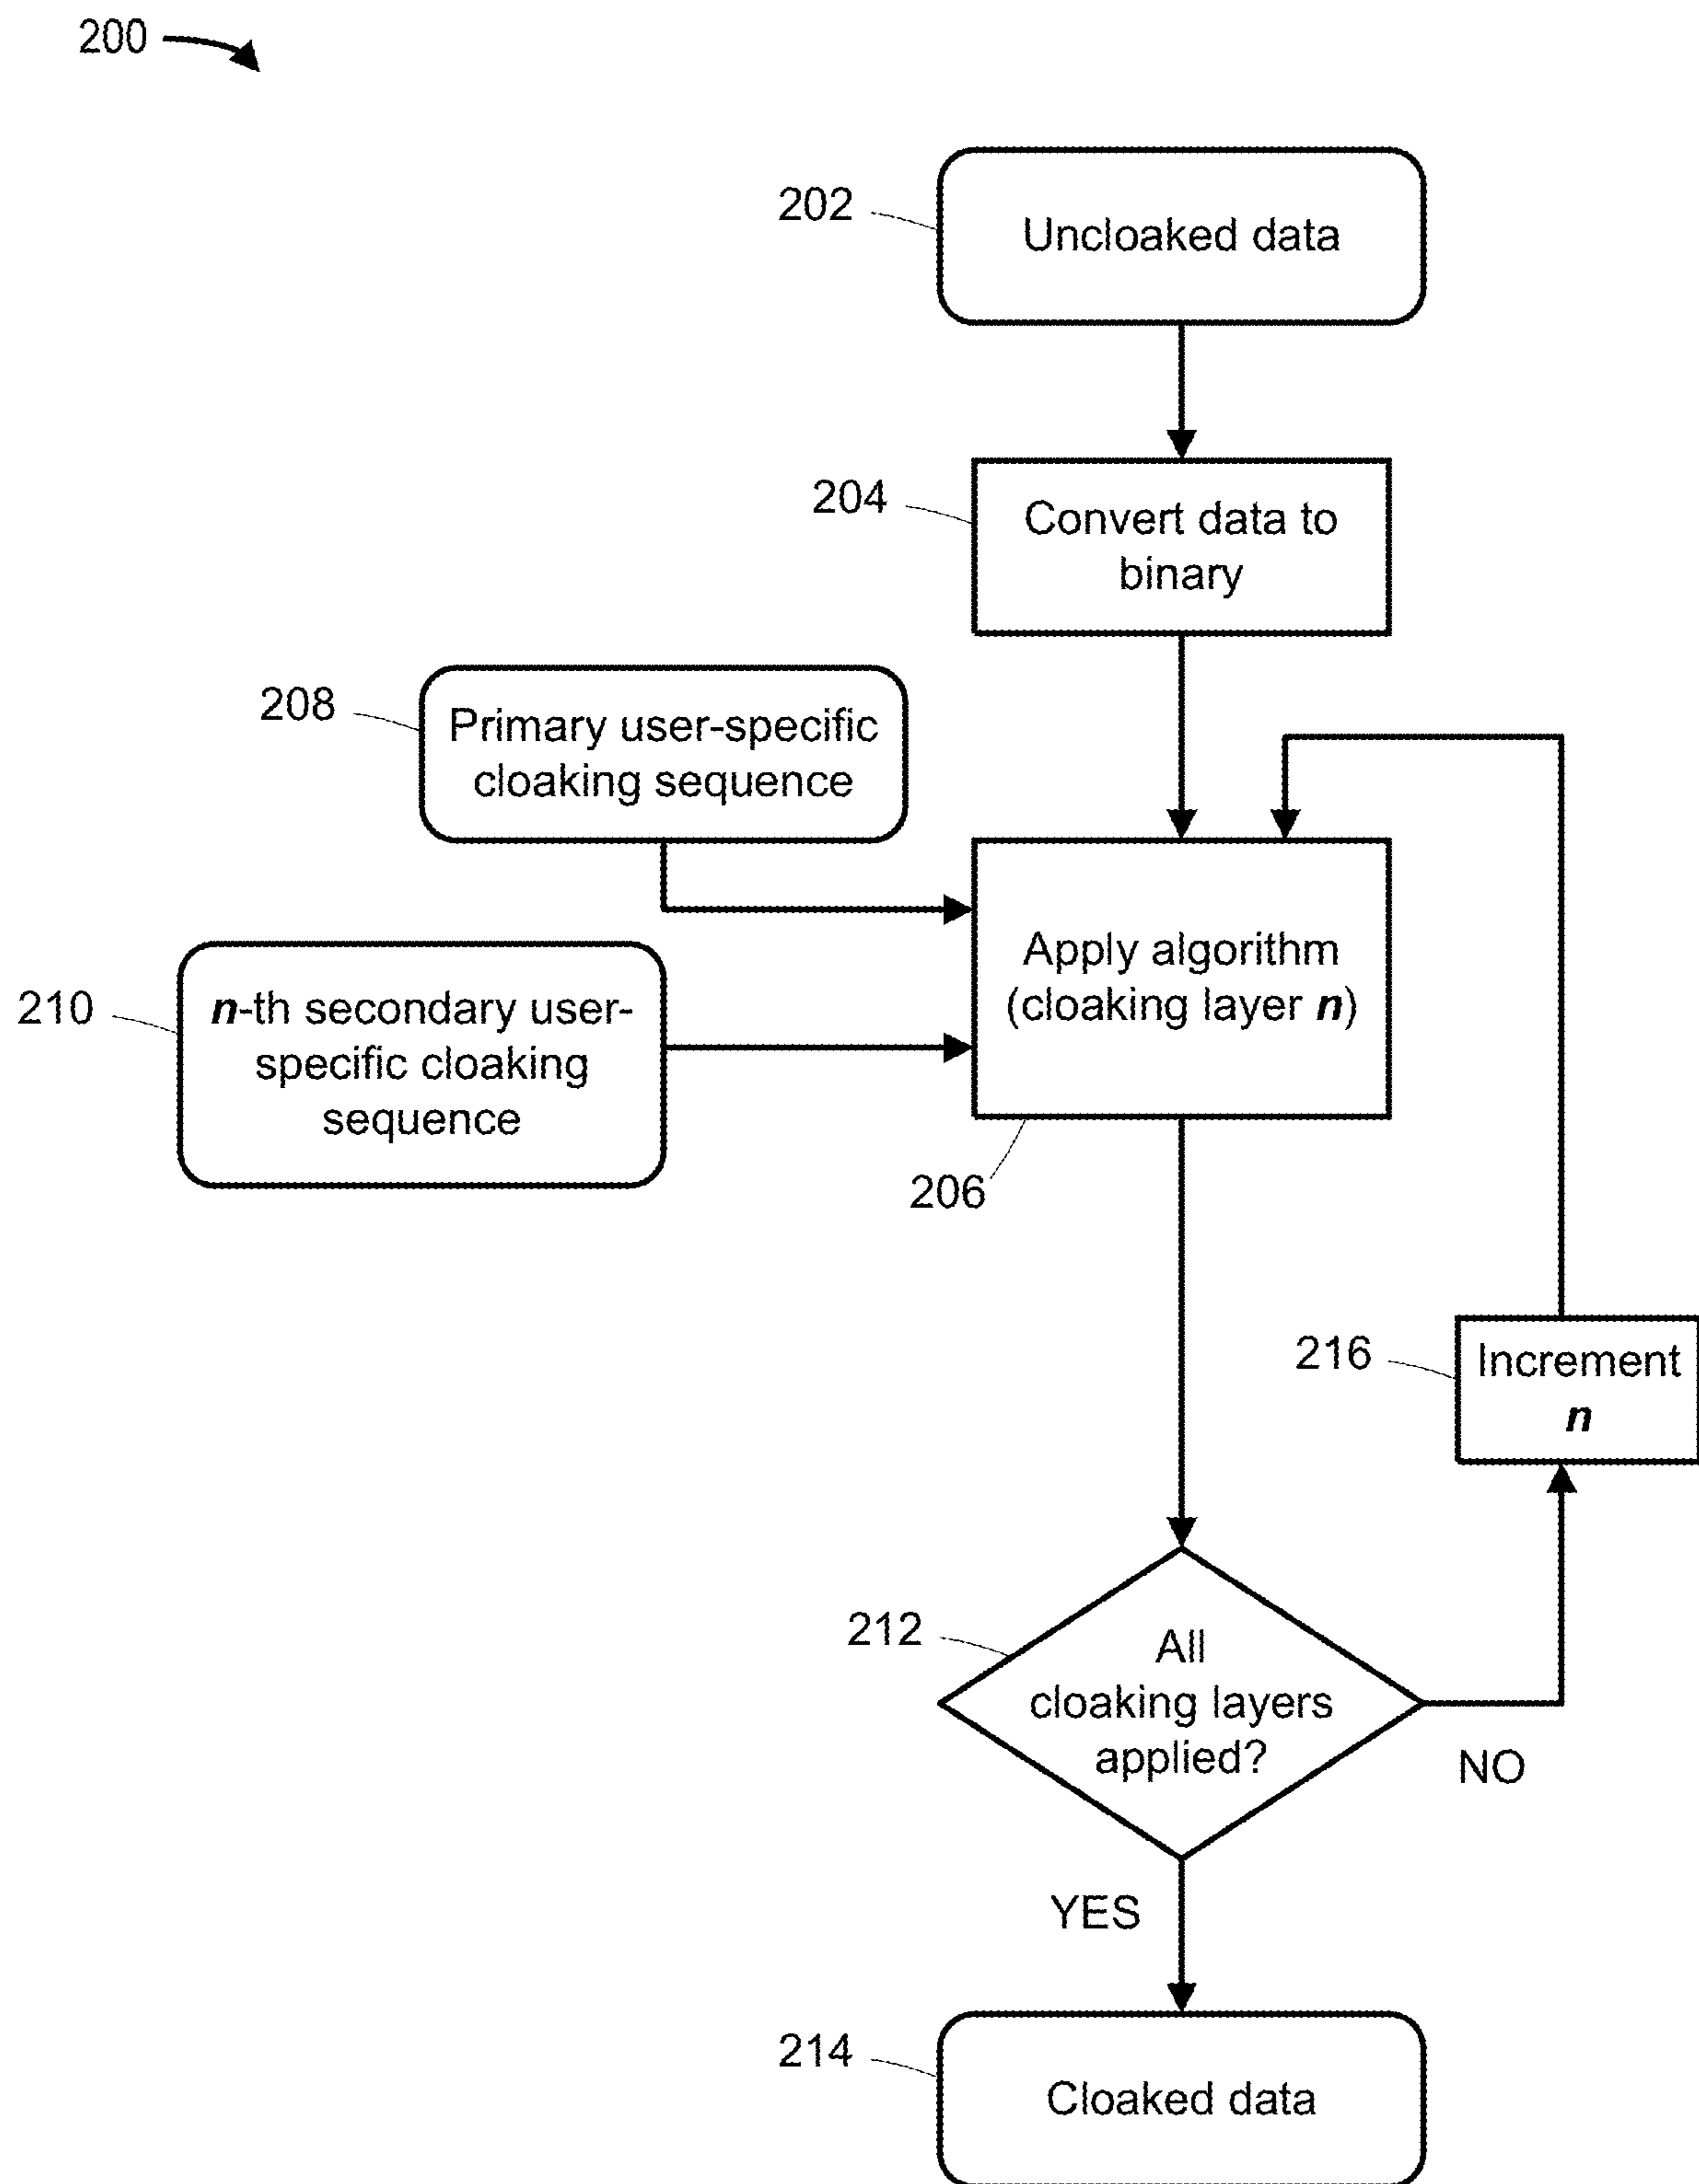 200
202
Uncloaked data
204
Convert data to
binary
208
Primary user-specific
cloaking sequence
210
n-th secondary user-
specific cloaking
sequence
Apply algorithm
(cloaking layer n)
206
216
Increment
n
212
All
cloaking layers
applied?
NO
YES
214
Cloaked data